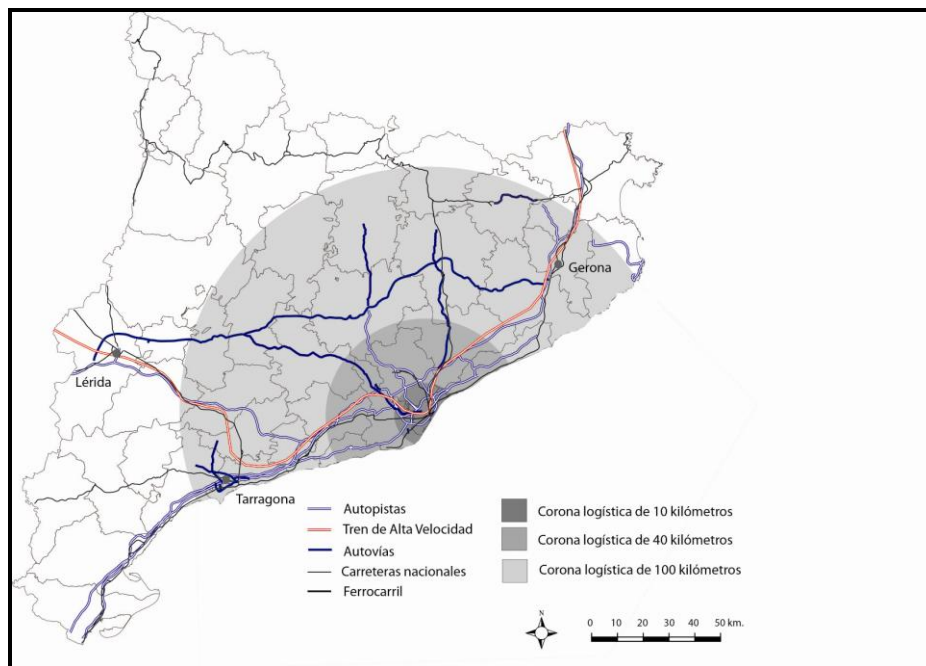 Gerona
Lérida
Tarragona
Autopistas
Tren de Alta Velocidad
Autovías
Carreteras nacionales
Ferrocarril
Corona logística de 10 kilómetros
Corona logística de 40 kilómetros
Corona logística de 100 kilómetros
N
0 10 20 30 40 50 km.